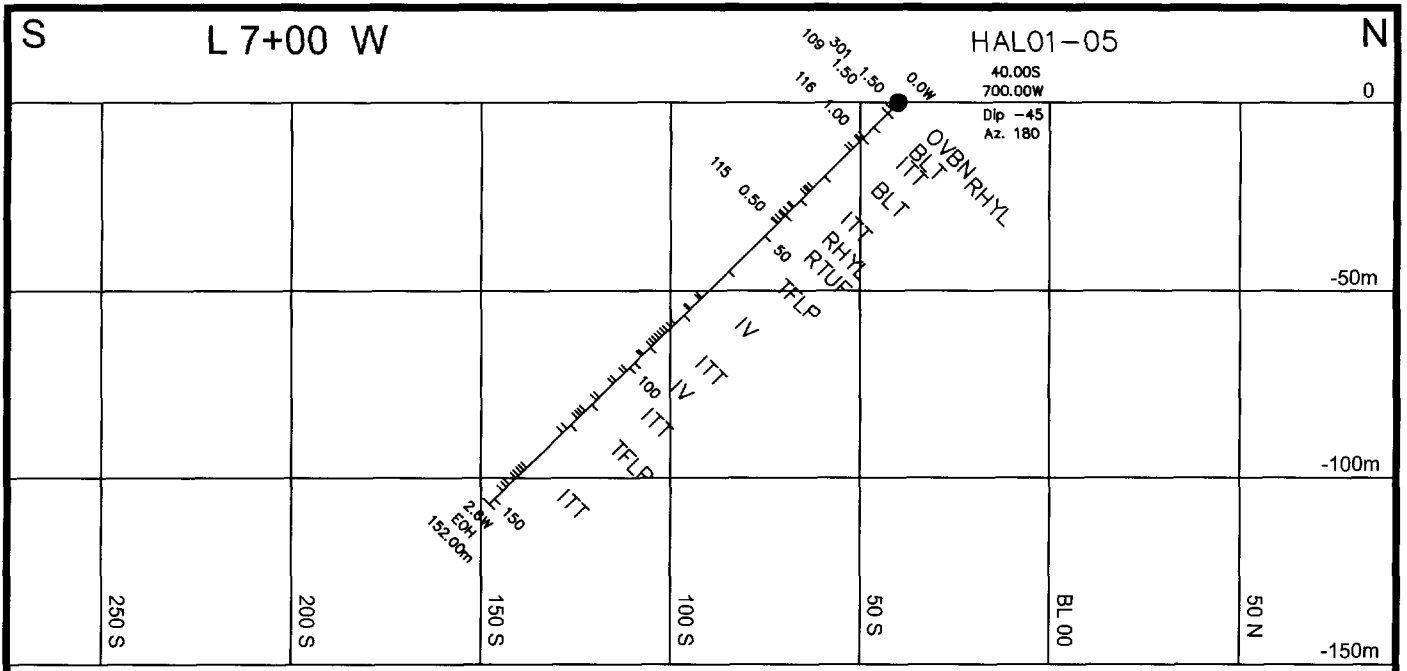 S
L 7+00 W
HAL01-05
N
40.00S
700.00W
Dip -45
Az. 180
0
109 1.50
301 1.50
0.0W
116 1.00
115 0.50
OVBN
RHYL
BLT
ITT
BLT
ITT
RHYL
RTUF
TFLP
50
-50m
IV
ITT
IV
100
ITT
TFLP
-100m
ITT
150
2.6W
EOH
152.00m
250 S
200 S
150 S
100 S
50 S
BL 00
50 N
-150m